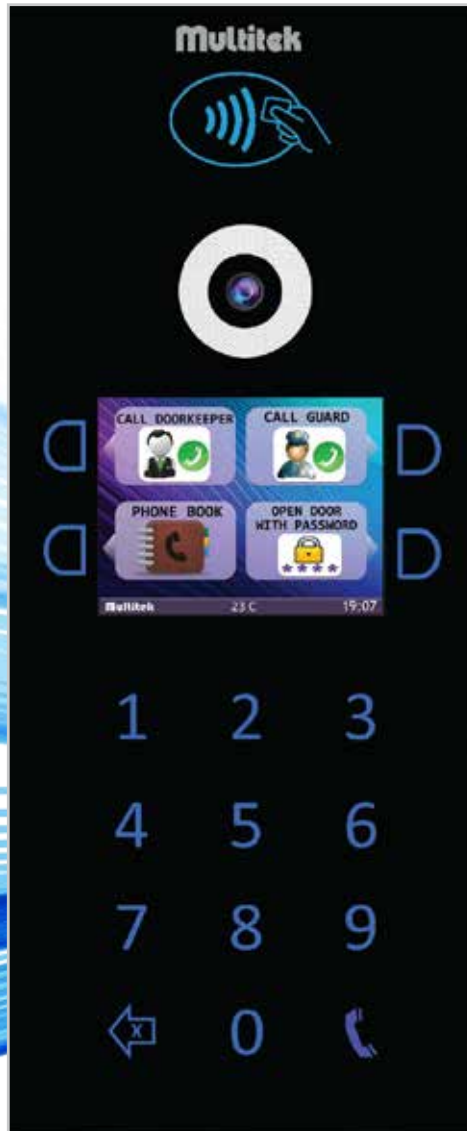 Multitek
CALL DOORKEEPER
CALL GUARD
PHONE BOOK
OPEN DOOR
WITH PASSWORD
* * * *
Multitek 23 C 19:07
1 2 3
4 5 6
7 8 9
X 0